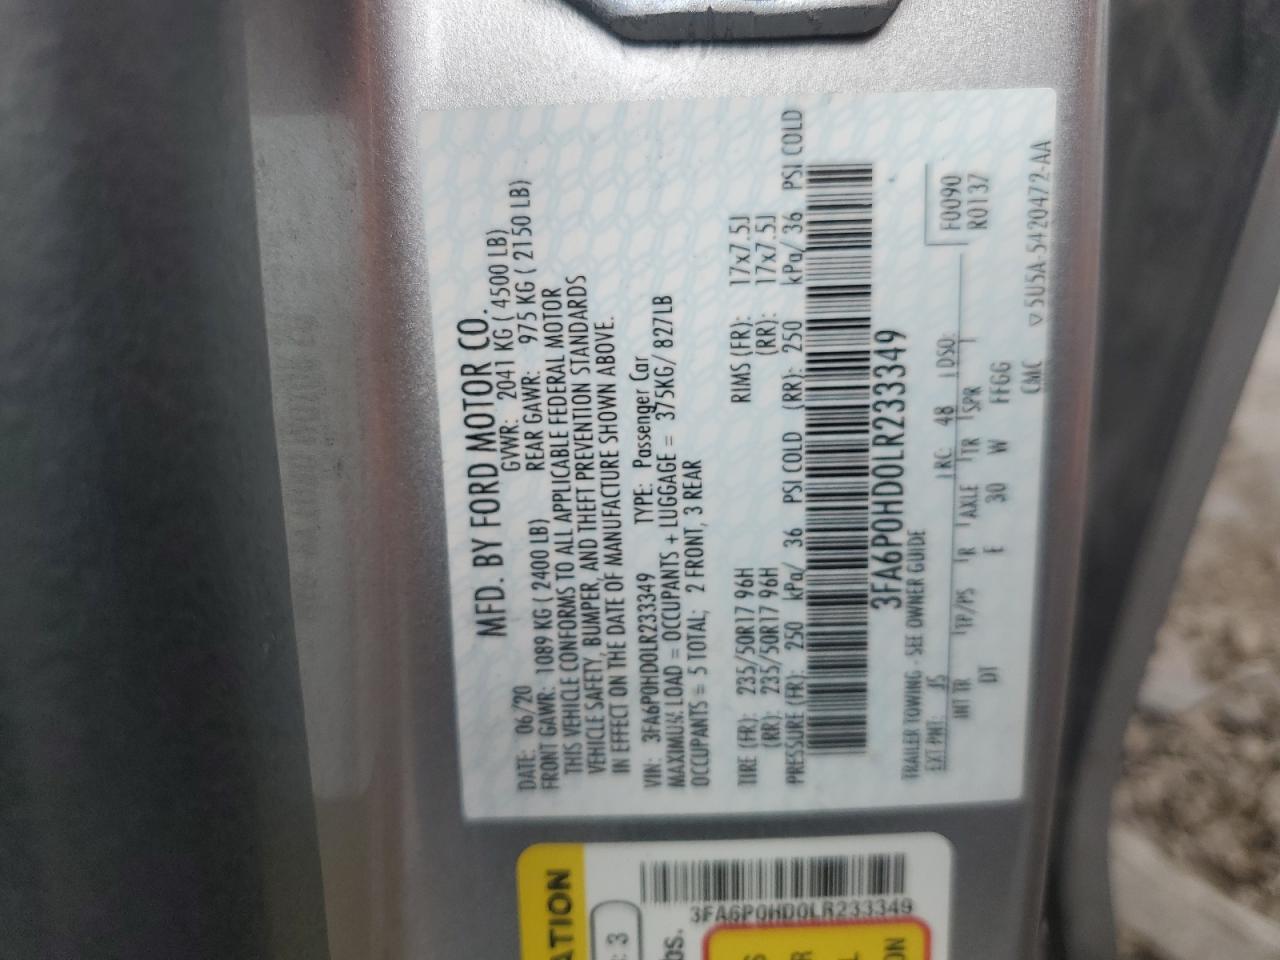 MFD. BY FORD MOTOR CO.
DATE: 06/20 GVWR: 2041 KG ( 4500 LB)
FRONT GAWR: 1089 KG ( 2400 LB) REAR GAWR: 975 KG ( 2150 LB)
THIS VEHICLE CONFORMS TO ALL APPLICABLE FEDERAL MOTOR
VEHICLE SAFETY, BUMPER, AND THEFT PREVENTION STANDARDS
IN EFFECT ON THE DATE OF MANUFACTURE SHOWN ABOVE.
VIN: 3FA6P0HD0LR233349 TYPE: Passenger Car
MAXIMUM LOAD = OCCUPANTS + LUGGAGE = 375KG/ 827LB
OCCUPANTS = 5 TOTAL; 2 FRONT, 3 REAR
TIRE (FR): 235/50R17 96H RIMS (FR): 17x7.5J
(RR): 235/50R17 96H (RR): 17x7.5J
PRESSURE (FR): 250 kPa/ 36 PSI COLD (RR): 250 kPa/ 36 PSI COLD
3FA6P0HD0LR233349
TRAILER TOWING - SEE OWNER GUIDE
EXT PNT: JS RC: 48 DSO: F0090
INT TR TP/PS R AXLE TR SPR R0137
DT E 30 W FFGG
CMC
▽ 5U5A-5420472-AA
ATION
: 3
3FA6P0HD0LR233349
bs.
S
R
L
ON